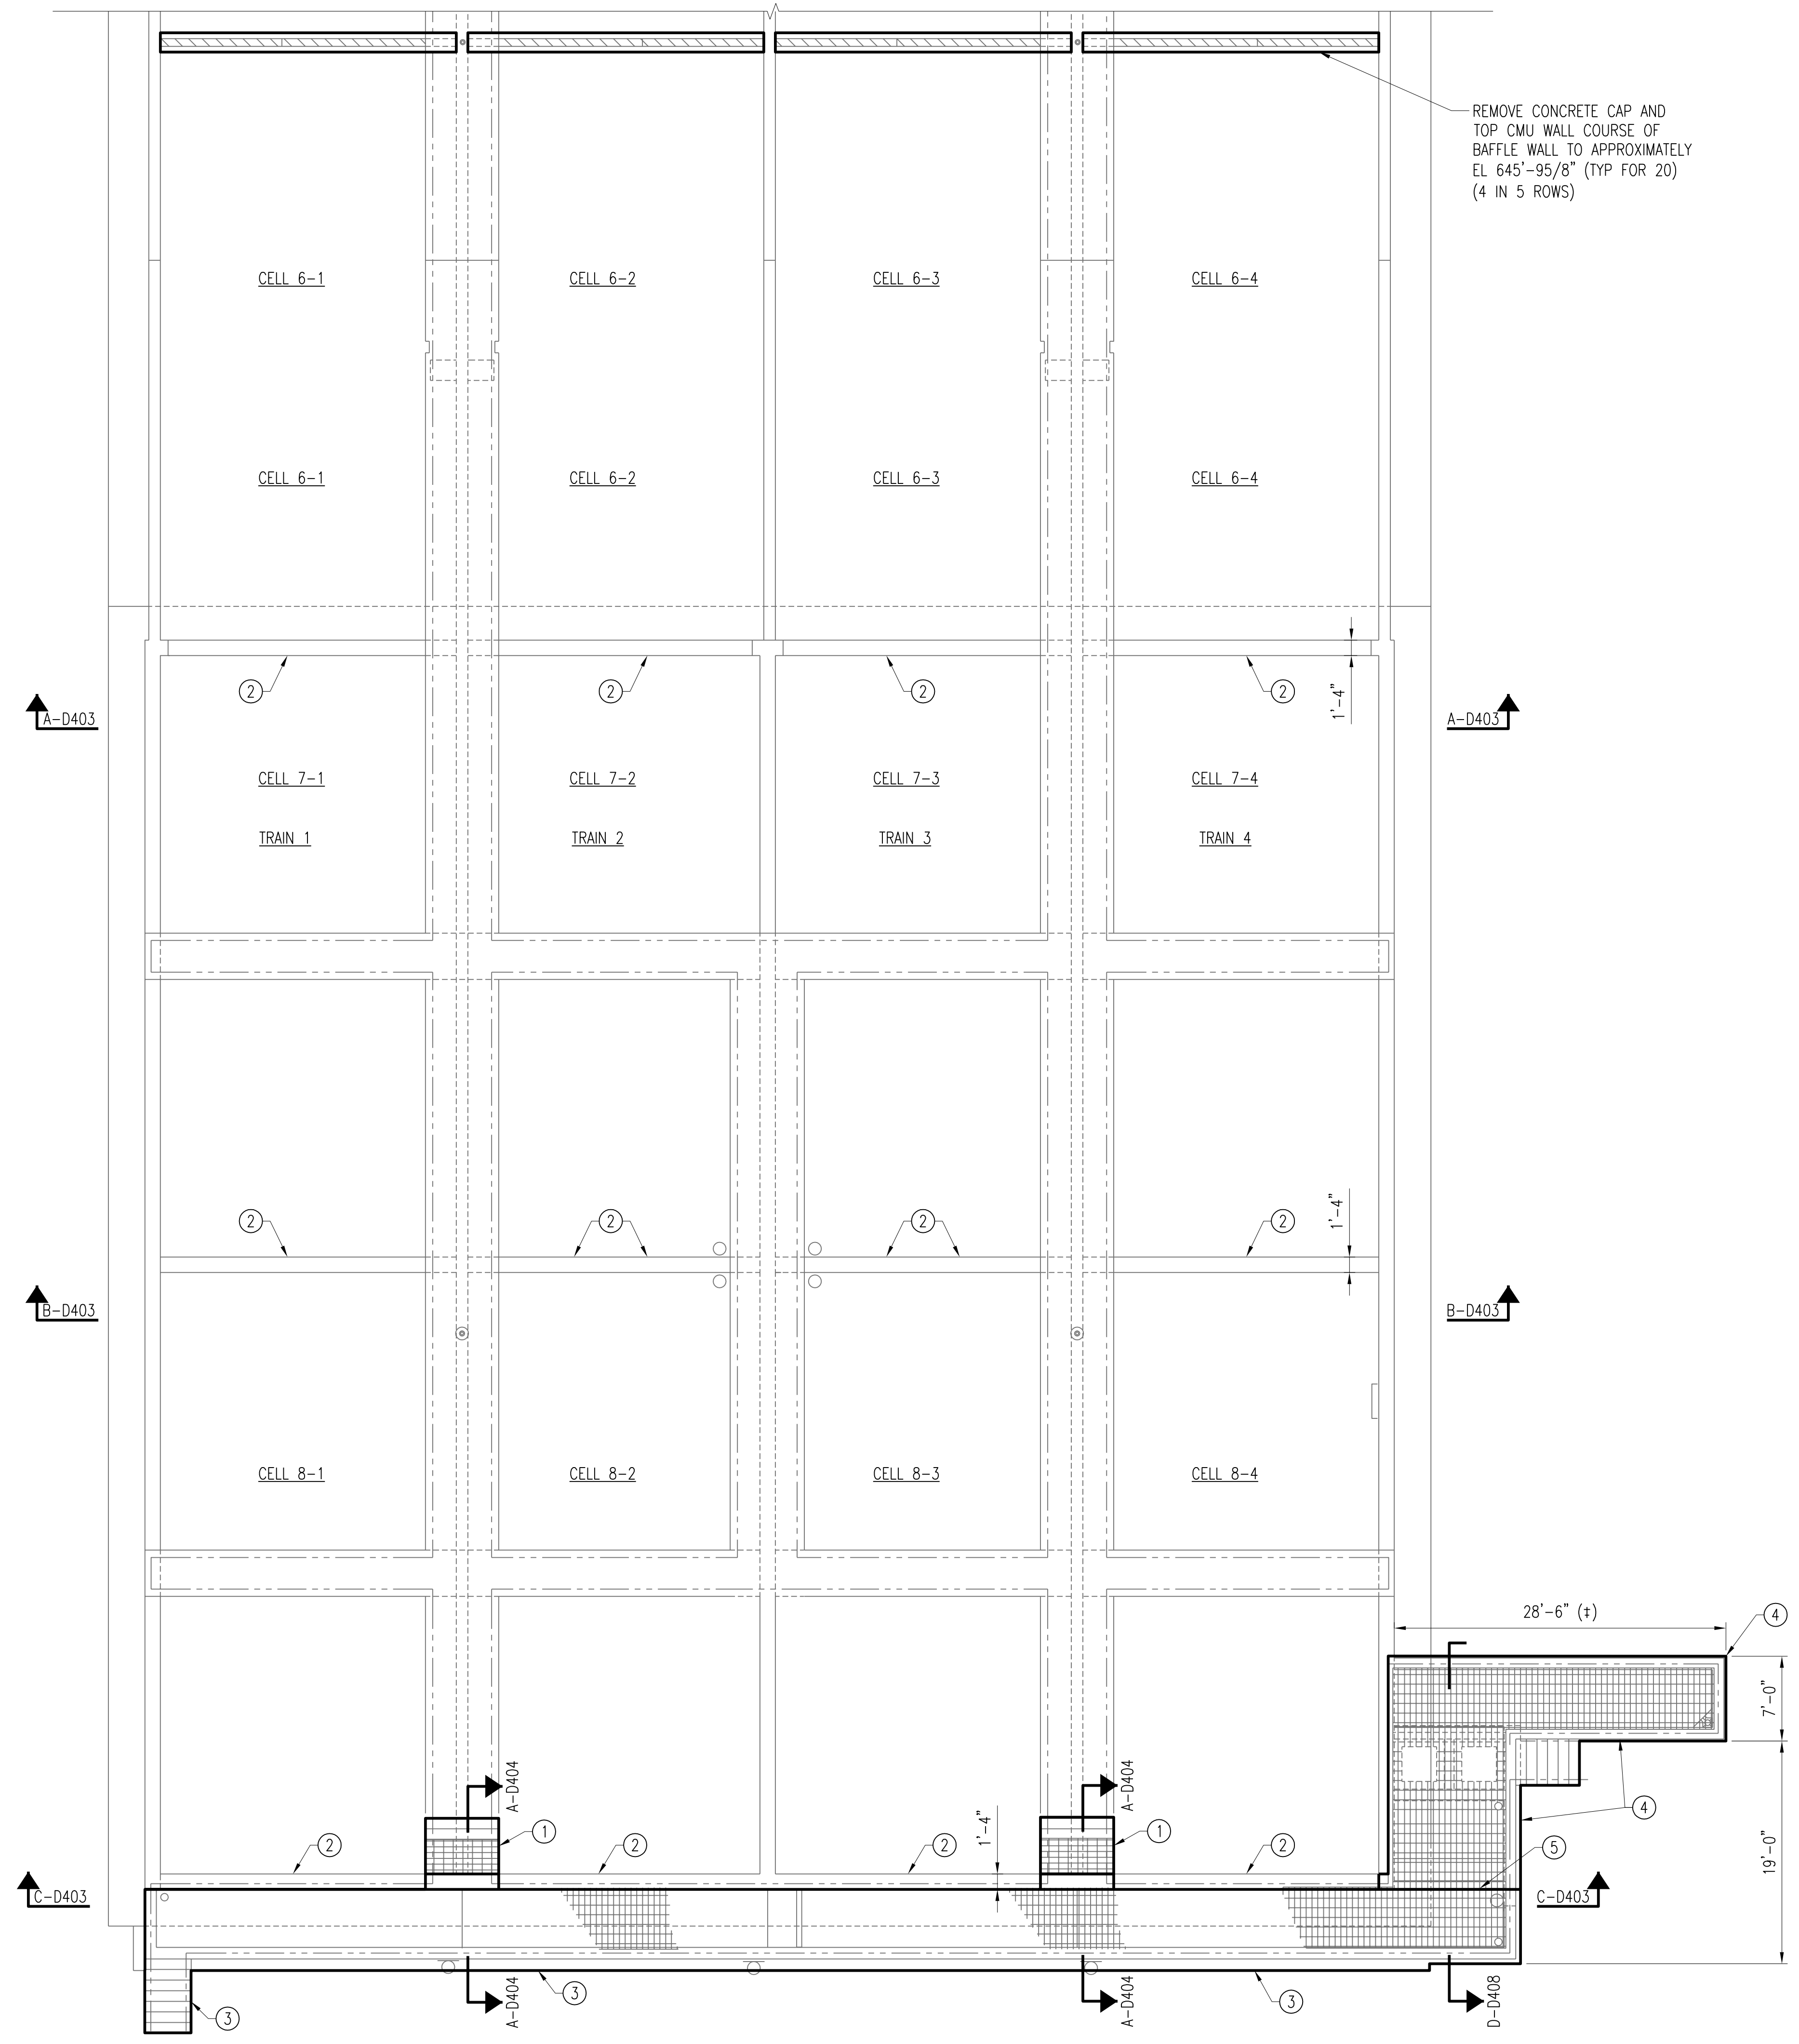 REMOVE CONCRETE CAP AND
TOP CMU WALL COURSE OF
BAFFLE WALL TO APPROXIMATELY
EL 645'-95/8" (TYP FOR 20)
(4 IN 5 ROWS)
CELL 6-1
CELL 6-2
CELL 6-3
CELL 6-4
CELL 6-1
CELL 6-2
CELL 6-3
CELL 6-4
2
2
2
2
1'-4"
A-D403
A-D403
CELL 7-1
CELL 7-2
CELL 7-3
CELL 7-4
TRAIN 1
TRAIN 2
TRAIN 3
TRAIN 4
2
2
2
2
1'-4"
B-D403
B-D403
CELL 8-1
CELL 8-2
CELL 8-3
CELL 8-4
28'-6" (‡)
4
7'-0"
A-D404
A-D404
4
2
1
2
2
1'-4"
1
2
5
19'-0"
C-D403
C-D403
3
A-D404
3
A-D404
3
D-D408